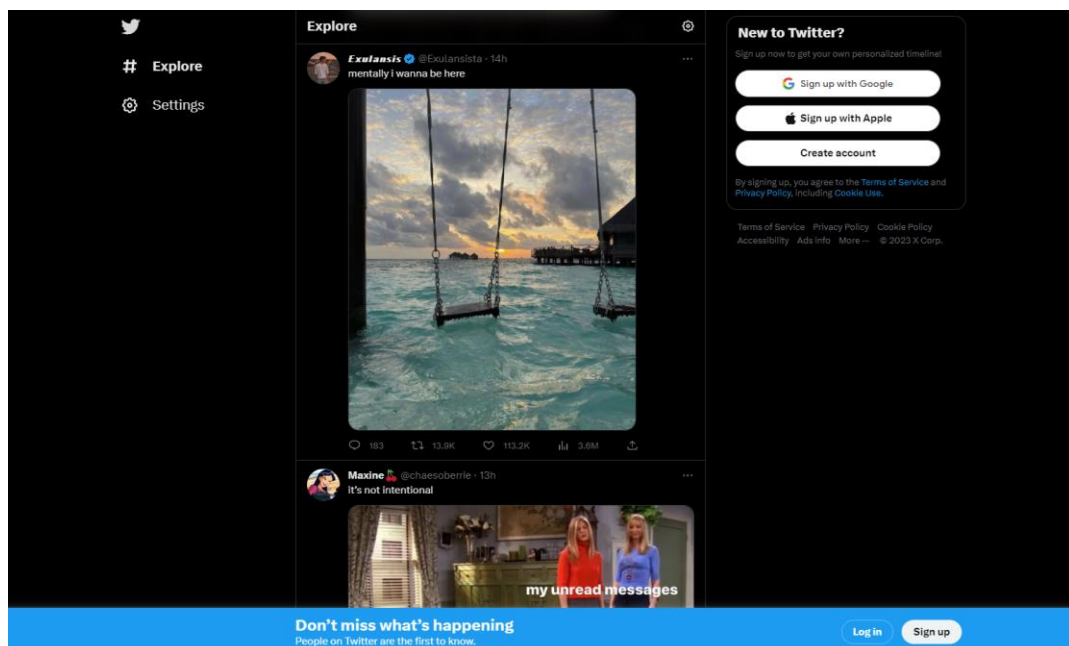 Explore
Settings
Explore
Exulansis @Exulansista · 14h
mentally i wanna be here
183 13.9K 113.2K 3.6M
Maxine🍒 @chaesoberrie · 13h
it's not intentional
my unread messages
New to Twitter?
Sign up now to get your own personalized timeline!
Sign up with Google
Sign up with Apple
Create account
By signing up, you agree to the Terms of Service and
Privacy Policy, including Cookie Use.
Terms of Service Privacy Policy Cookie Policy
Accessibility Ads info More— © 2023 X Corp.
Don't miss what's happening
People on Twitter are the first to know.
Log in Sign up